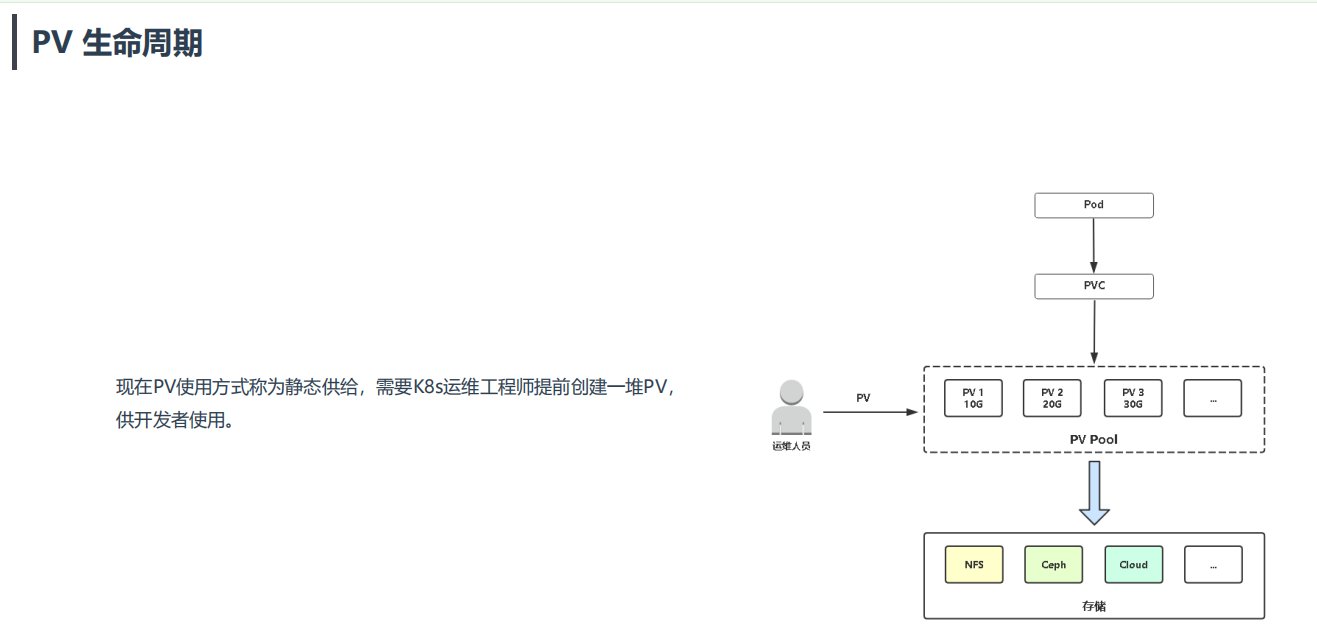 PV 生命周期
现在PV使用方式称为静态供给，需要K8s运维工程师提前创建一堆PV，
供开发者使用。
Pod
PVC
运维人员
PV
PV 1
10G
PV 2
20G
PV 3
30G
...
PV Pool
NFS
Ceph
Cloud
...
存储